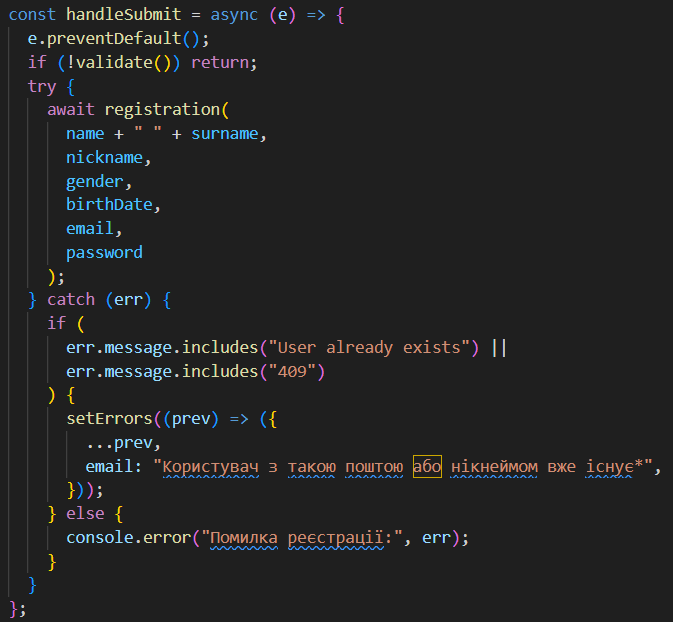 const handleSubmit = async (e) => {
  e.preventDefault();
  if (!validate()) return;
  try {
    await registration(
      name + " " + surname,
      nickname,
      gender,
      birthDate,
      email,
      password
    );
  } catch (err) {
    if (
      err.message.includes("User already exists") ||
      err.message.includes("409")
    ) {
      setErrors((prev) => ({
        ...prev,
        email: "Користувач з такою поштою або нікнеймом вже існує*",
      }));
    } else {
      console.error("Помилка реєстрації:", err);
    }
  }
};